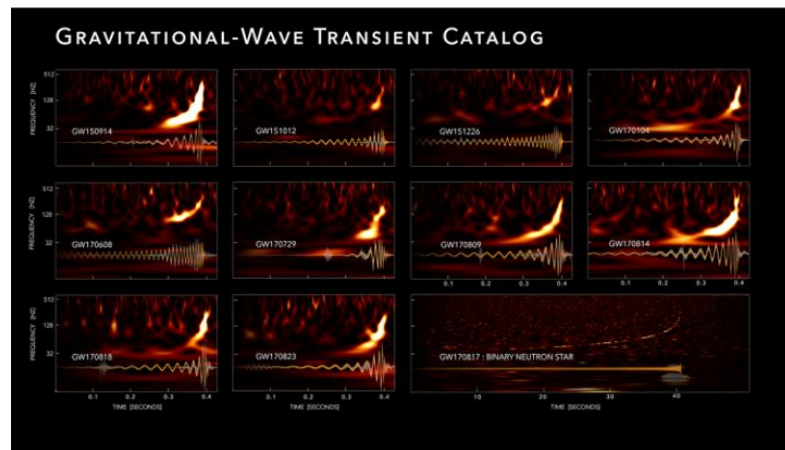 GRAVITATIONAL-WAVE TRANSIENT CATALOG
FREQUENCY [HZ]
512
128
32
GW150914
GW151012
GW151226
GW170104
FREQUENCY [HZ]
512
128
32
GW170608
GW170729
GW170809
GW170814
0.1 0.2 0.3 0.4
0.1 0.2 0.3 0.4
FREQUENCY [HZ]
512
128
32
GW170818
GW170823
GW170817 : BINARY NEUTRON STAR
0.1 0.2 0.3 0.4
0.1 0.2 0.3 0.4
10 20 30 40
TIME [SECONDS]
TIME [SECONDS]
TIME [SECONDS]